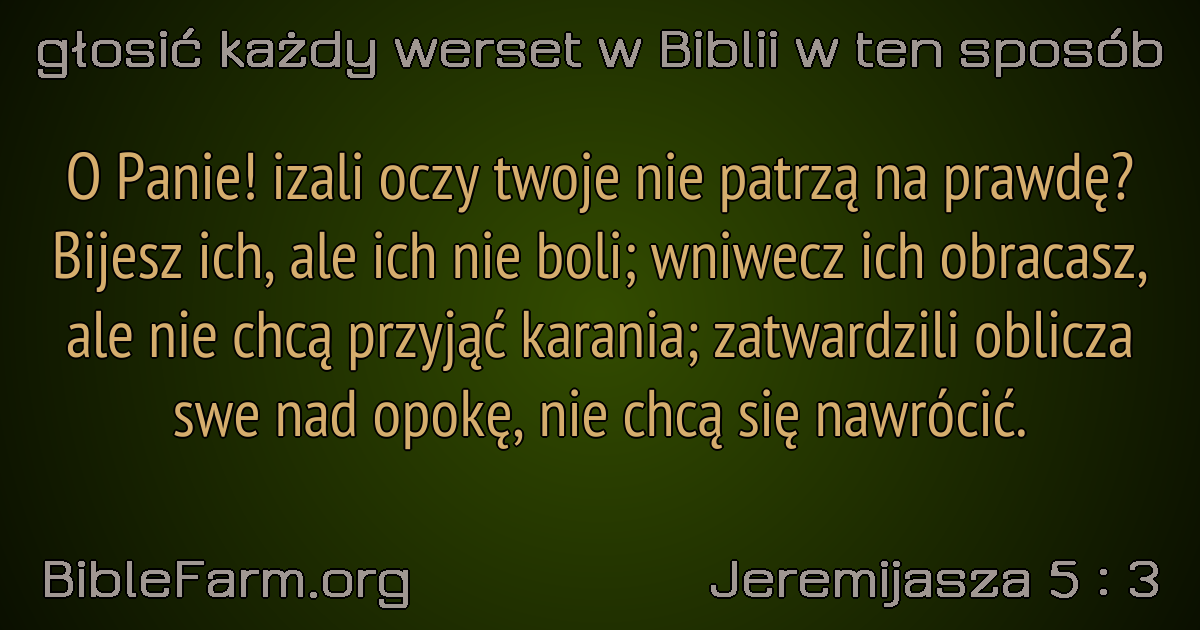 głosić każdy werset w Biblii w ten sposób
O Panie! izali oczy twoje nie patrzą na prawdę?
Bijesz ich, ale ich nie boli; wniwecz ich obracasz,
ale nie chcą przyjąć karania; zatwardzili oblicza
swe nad opokę, nie chcą się nawrócić.
BibleFarm.org
Jeremijasza 5 : 3